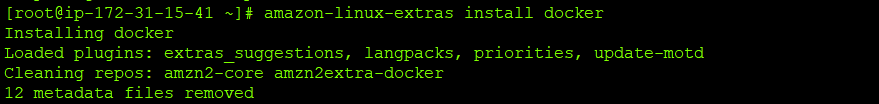 [root@ip-172-31-15-41 ~]# amazon-linux-extras install docker
Installing docker
Loaded plugins: extras_suggestions, langpacks, priorities, update-motd
Cleaning repos: amzn2-core amzn2extra-docker
12 metadata files removed